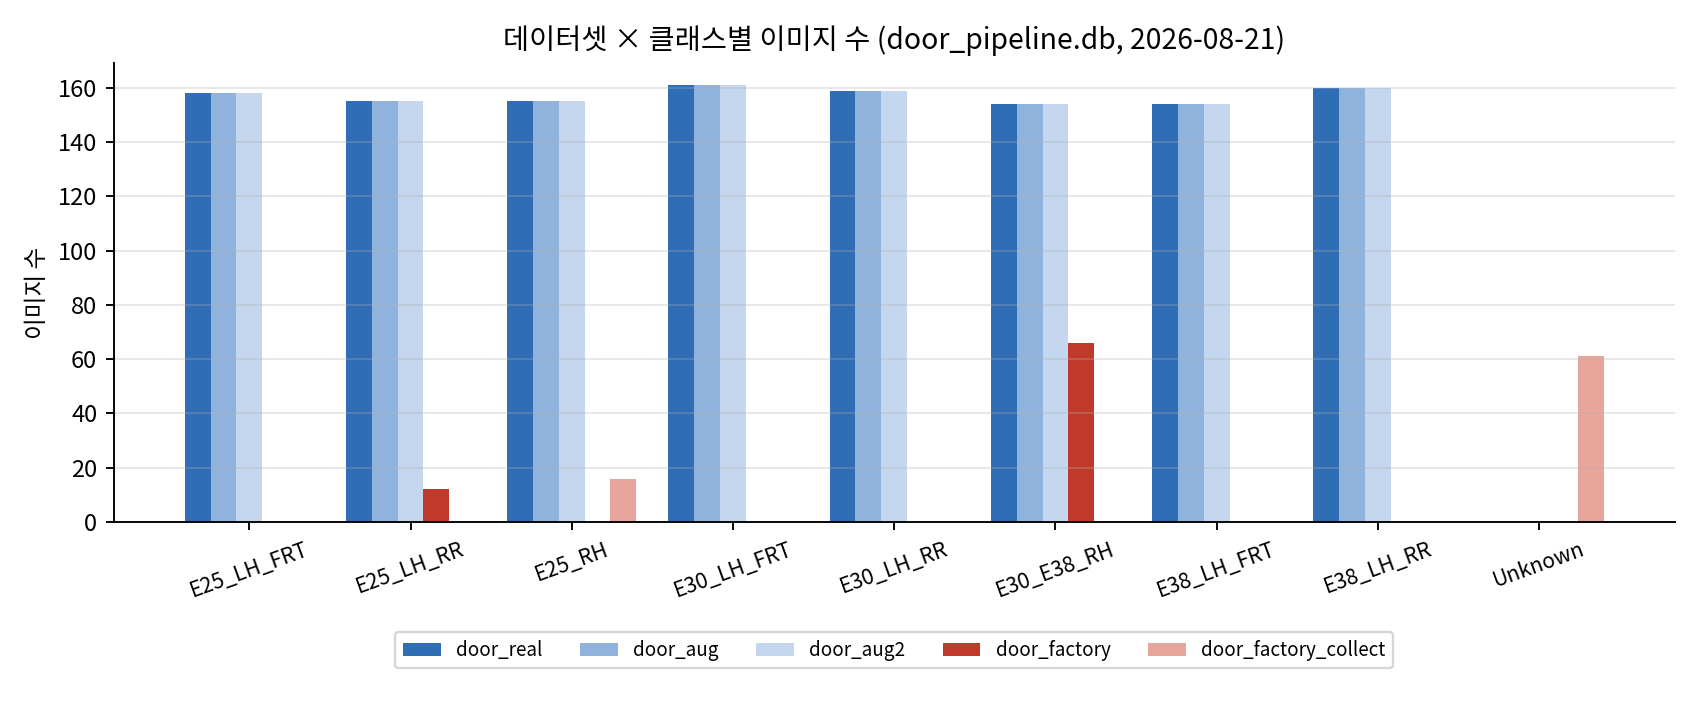 데이터셋 × 클래스별 이미지 수 (door_pipeline.db, 2026-08-21)
이미지 수
160
140
120
100
80
60
40
20
0
E25_LH_FRT
E25_LH_RR
E25_RH
E30_LH_FRT
E30_LH_RR
E30_E38_RH
E38_LH_FRT
E38_LH_RR
Unknown
door_real
door_aug
door_aug2
door_factory
door_factory_collect